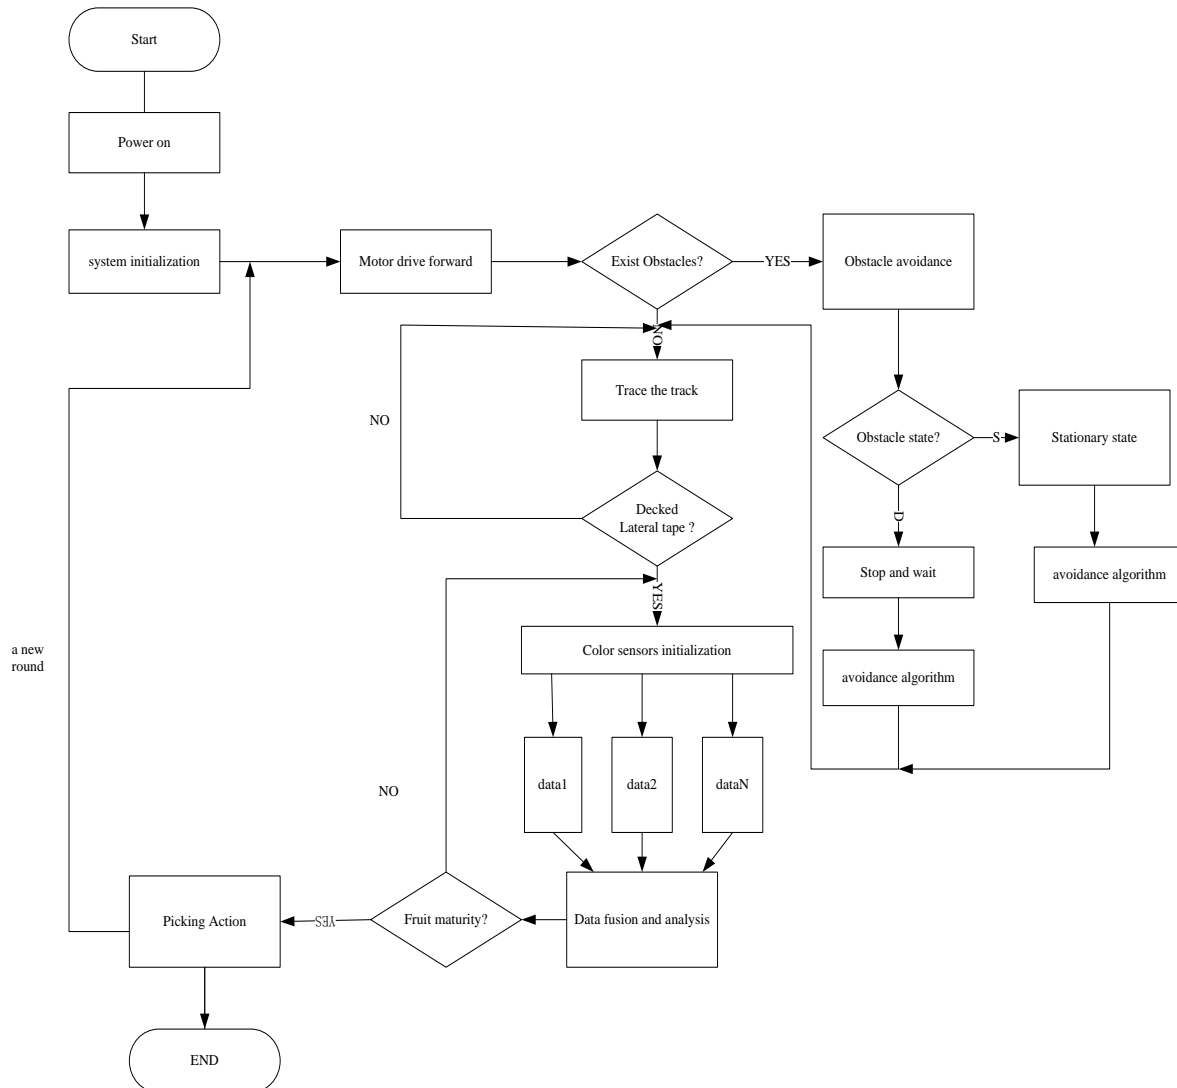 Start
Power on
system initialization
Motor drive forward
Exist Obstacles?
YES
Obstacle avoidance
NO
Trace the track
NO
Obstacle state?
S
Stationary state
Decked
Lateral tape ?
D
Stop and wait
avoidance algorithm
YES
a new
round
Color sensors initialization
avoidance algorithm
data1
data2
dataN
NO
Picking Action
YES
Fruit maturity?
Data fusion and analysis
END